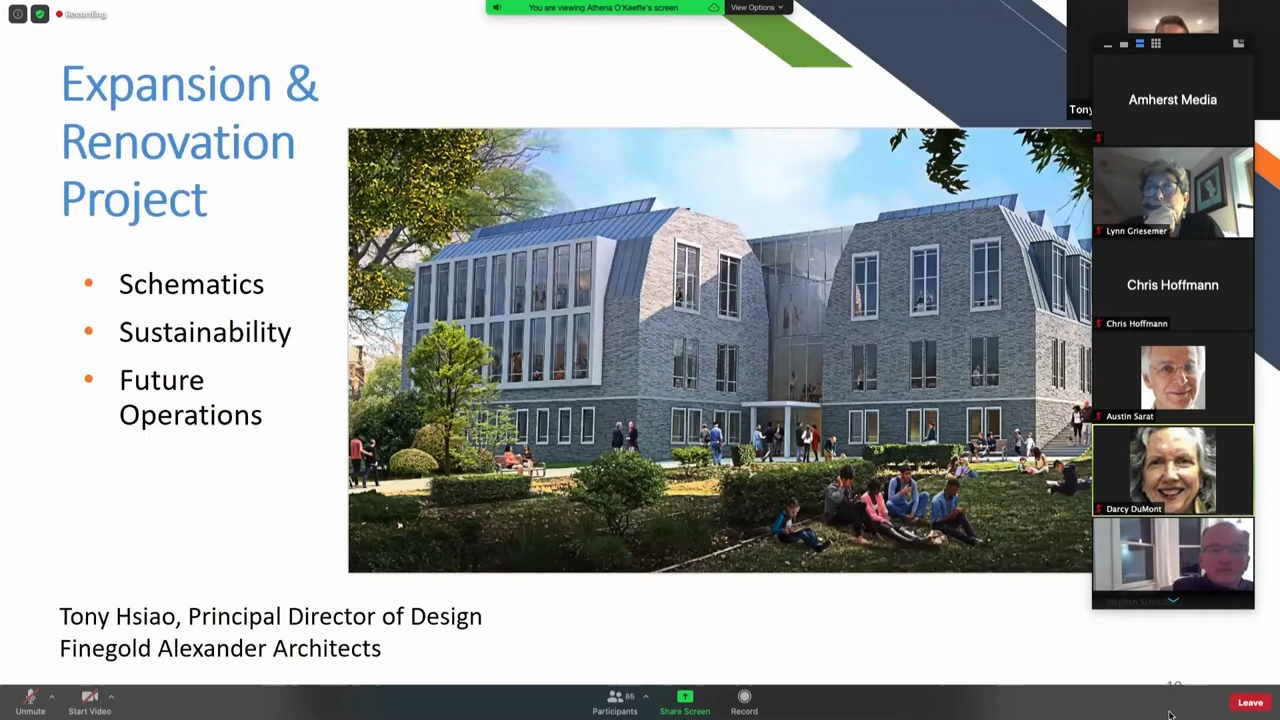 Recording
You are viewing Athena O'Keeffe's screen
View Options
Expansion &
Renovation
Project
• Schematics
• Sustainability
• Future
Operations
Tony Hsiao, Principal Director of Design
Finegold Alexander Architects
Tony
Amherst Media
Lynn Griesemer
Chris Hoffmann
Chris Hoffmann
Austin Sarat
Darcy DuMont
Unmute
Start Video
85
Participants
Share Screen
Record
Leave